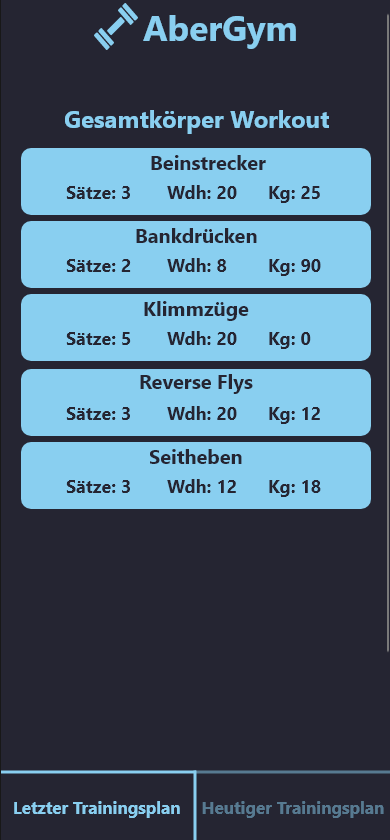 AberGym
Gesamtkörper Workout
Beinstrecker
Sätze: 3 Wdh: 20 Kg: 25
Bankdrücken
Sätze: 2 Wdh: 8 Kg: 90
Klimmzüge
Sätze: 5 Wdh: 20 Kg: 0
Reverse Flys
Sätze: 3 Wdh: 20 Kg: 12
Seitheben
Sätze: 3 Wdh: 12 Kg: 18
Letzter Trainingsplan Heutiger Trainingsplan